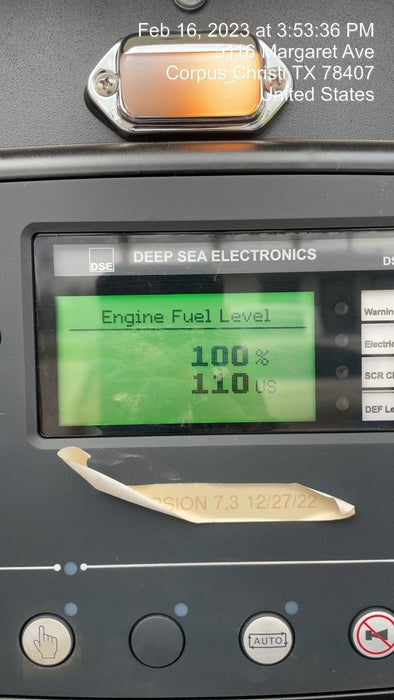 Feb 16, 2023 at 3:53:36 PM
5116 Margaret Ave
Corpus Christi TX 78407
United States
DSE DEEP SEA ELECTRONICS DS
Engine Fuel Level
100 %
110 US
Warnin
Electric
SCR Cl
DEF Le
RSION 7.3 12/27/22
AUTO